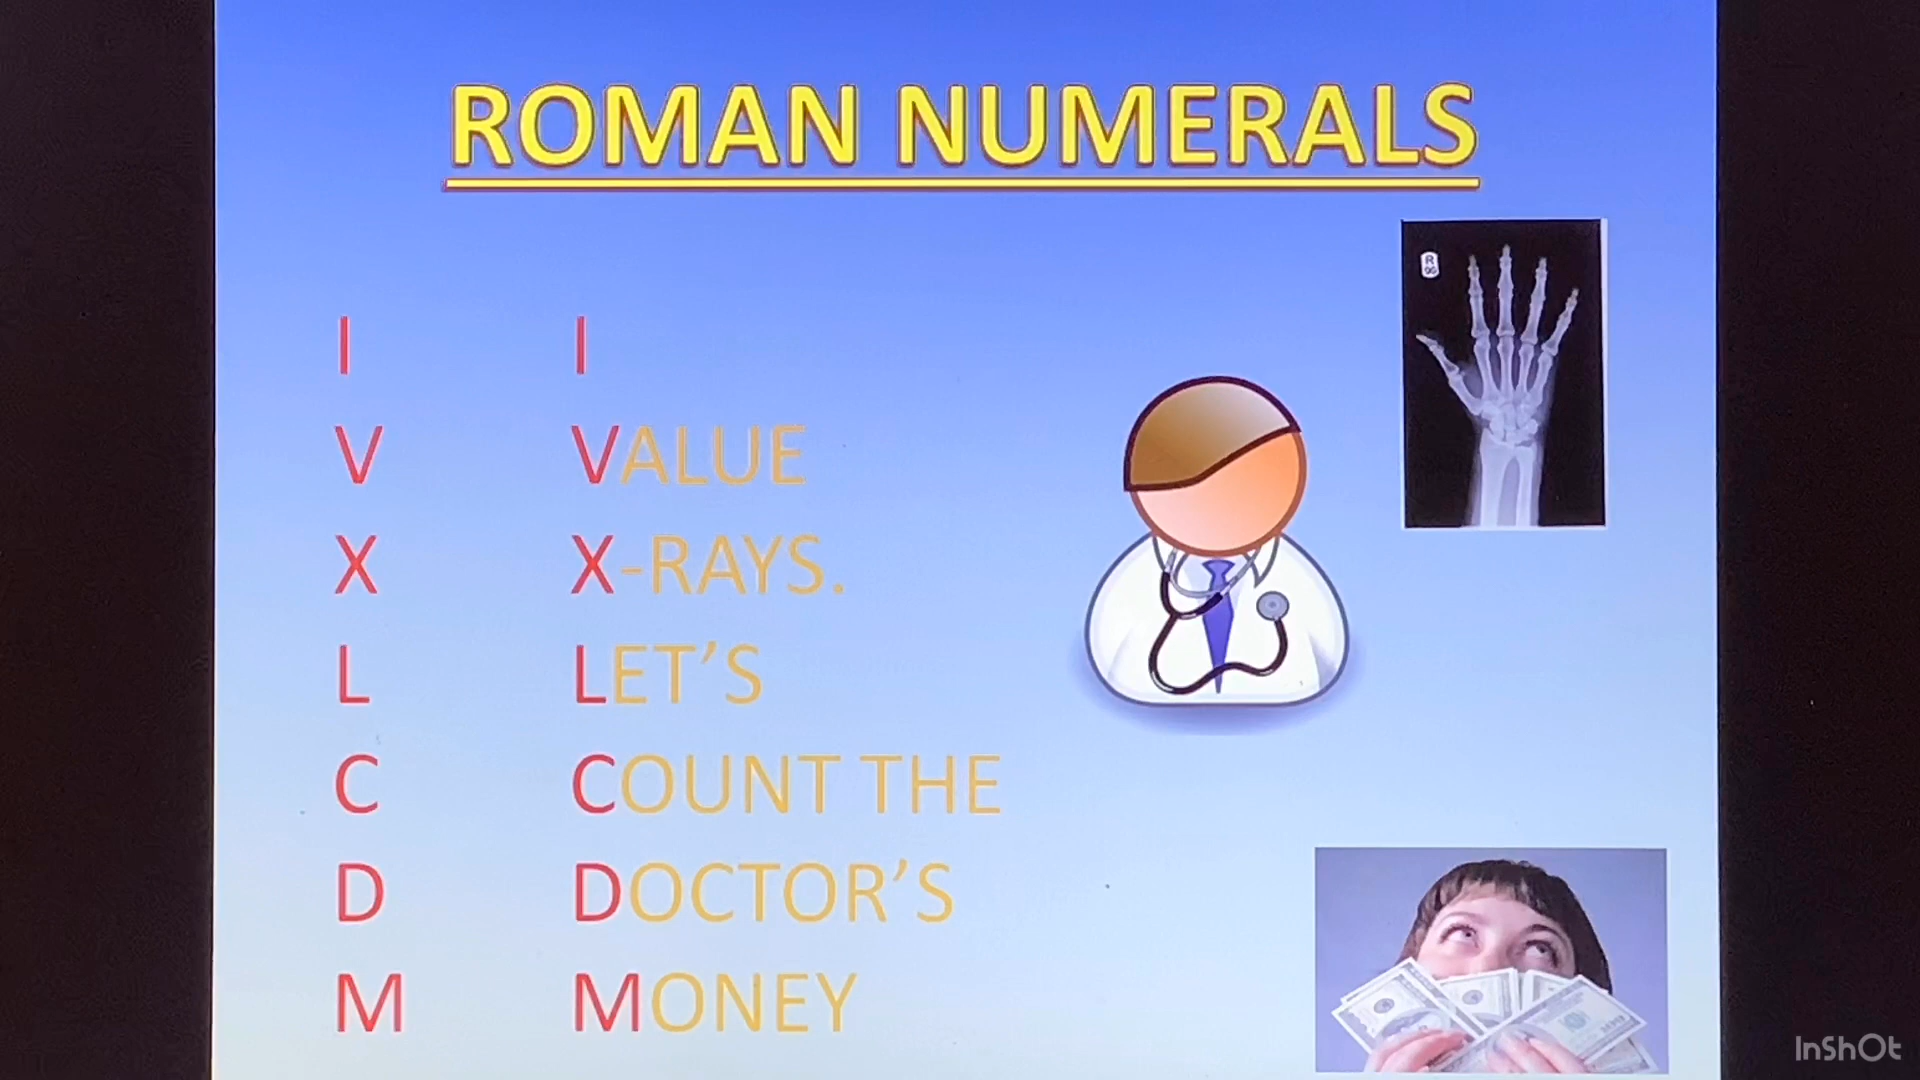 ROMAN NUMERALS
R
I I
V VALUE
X X-RAYS.
L LET'S
C COUNT THE
D DOCTOR'S
M MONEY
InShOt